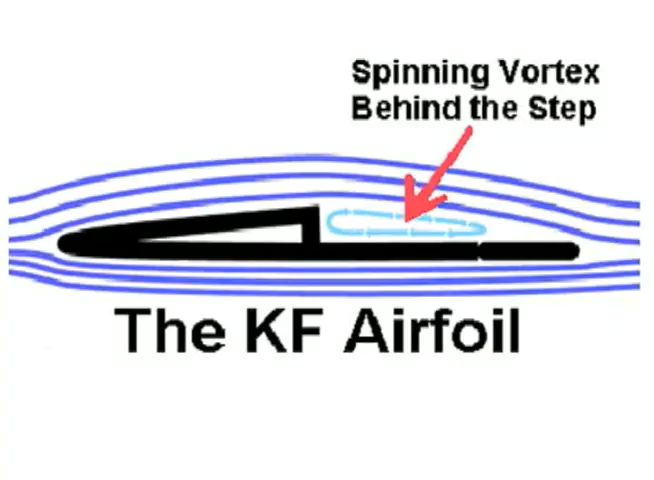 Spinning Vortex
Behind the Step
The KF Airfoil